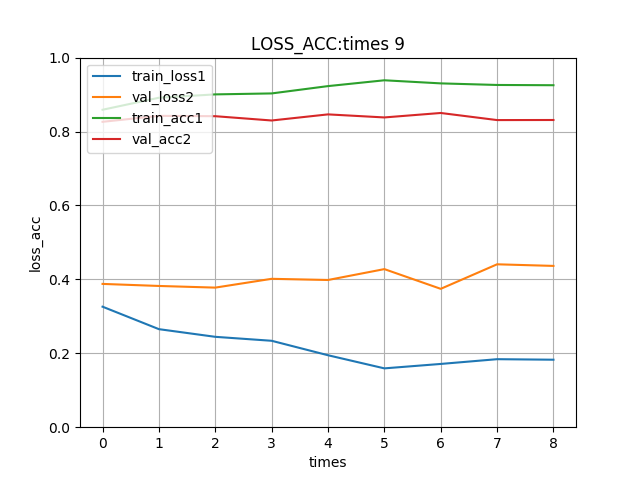 LOSS_ACC:times 9
train_loss1
val_loss2
train_acc1
val_acc2
1.0
0.8
0.6
0.4
0.2
0.0
loss_acc
0 1 2 3 4 5 6 7 8
times